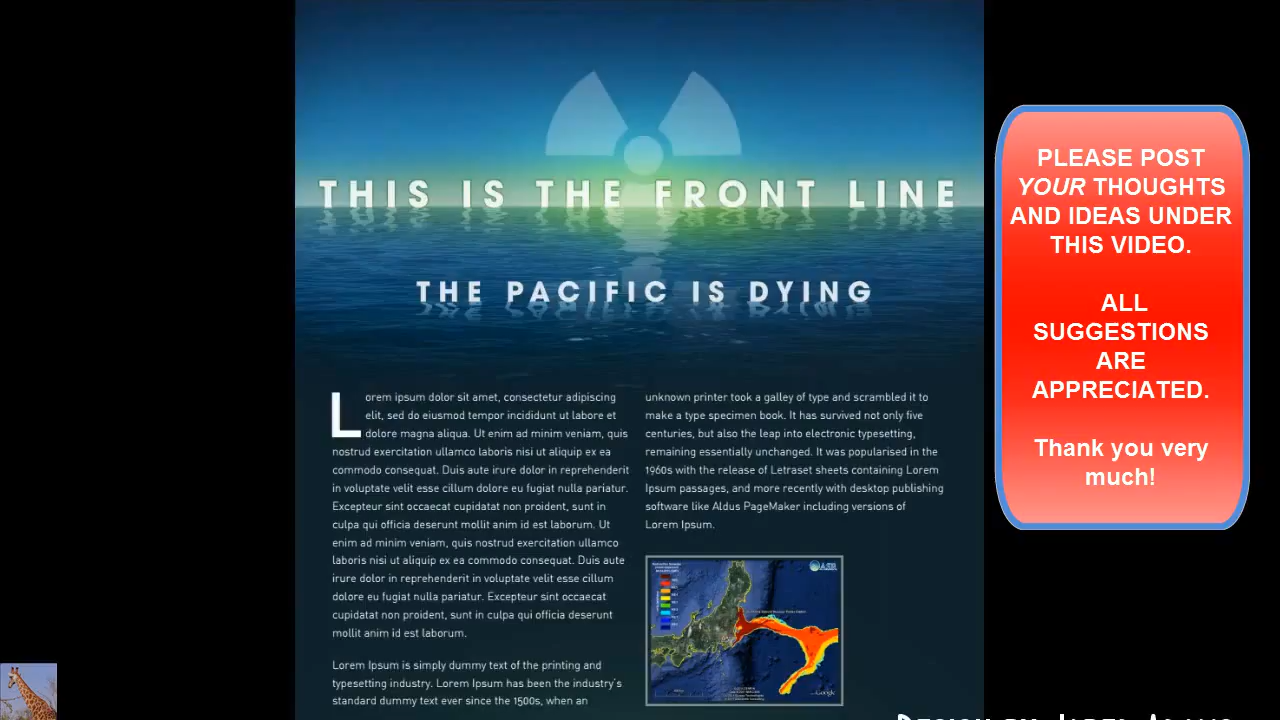 THIS IS THE FRONT LINE
THE PACIFIC IS DYING
Lorem ipsum dolor sit amet, consectetur adipiscing
elit, sed do eiusmod tempor incididunt ut labore et
dolore magna aliqua. Ut enim ad minim veniam, quis
nostrud exercitation ullamco laboris nisi ut aliquip ex ea
commodo consequat. Duis aute irure dolor in reprehenderit
in voluptate velit esse cillum dolore eu fugiat nulla pariatur.
Excepteur sint occaecat cupidatat non proident, sunt in
culpa qui officia deserunt mollit anim id est laborum. Ut
enim ad minim veniam, quis nostrud exercitation ullamco
laboris nisi ut aliquip ex ea commodo consequat. Duis aute
irure dolor in reprehenderit in voluptate velit esse cillum
dolore eu fugiat nulla pariatur. Excepteur sint occaecat
cupidatat non proident, sunt in culpa qui officia deserunt
mollit anim id est laborum.
Lorem Ipsum is simply dummy text of the printing and
typesetting industry. Lorem Ipsum has been the industry's
standard dummy text ever since the 1500s, when an
unknown printer took a galley of type and scrambled it to
make a type specimen book. It has survived not only five
centuries, but also the leap into electronic typesetting,
remaining essentially unchanged. It was popularised in the
1960s with the release of Letraset sheets containing Lorem
Ipsum passages, and more recently with desktop publishing
software like Aldus PageMaker including versions of
Lorem Ipsum.
ASR
Google
PLEASE POST
YOUR THOUGHTS
AND IDEAS UNDER
THIS VIDEO.
ALL
SUGGESTIONS
ARE
APPRECIATED.
Thank you very
much!